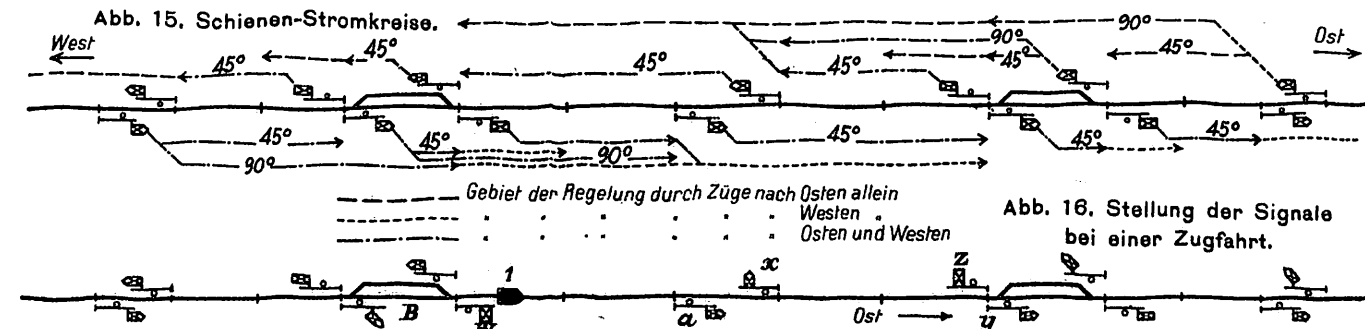 Abb. 15. Schienen-Stromkreise.
90° 90°
West 45° 90° Ost
45° 45° 45° 45° 45° 45°
45° 45° 45° 45° 45°
90° 90°
Gebiet der Regelung durch Züge nach Osten allein
" " " " " " Westen "
" " " " " " Osten und Westen
Abb. 16. Stellung der Signale
bei einer Zugfahrt.
1 x z
B a Ost y